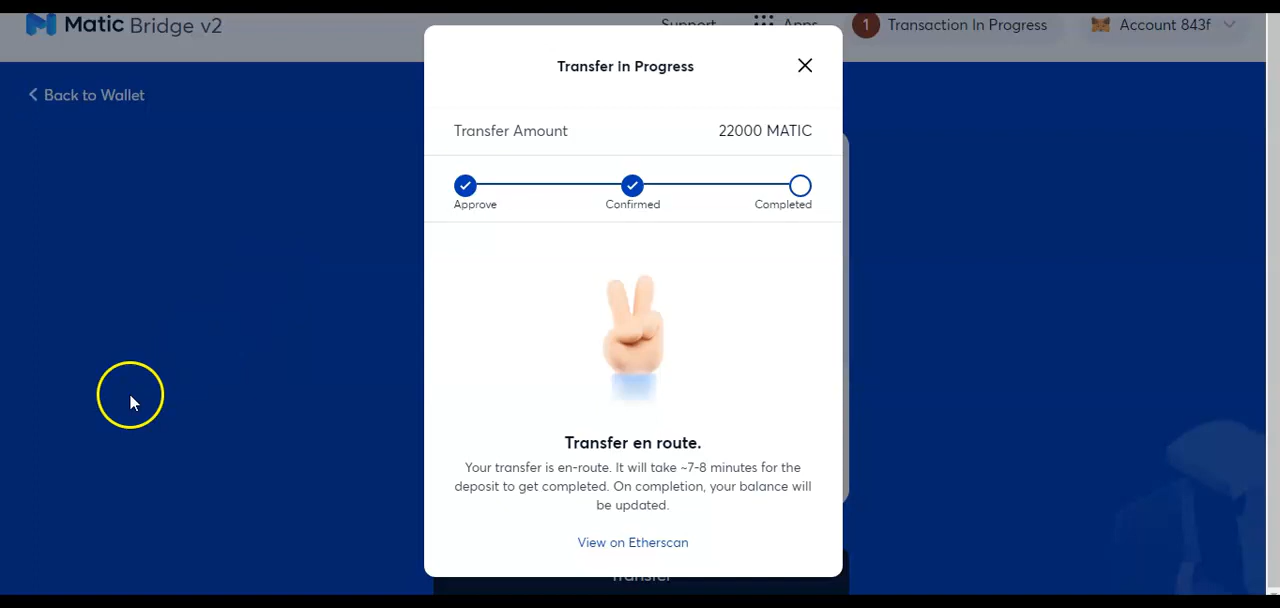 Matic Bridge v2
Support
Apps
1
Transaction In Progress
Account 843f
Back to Wallet
Transfer In Progress
Transfer Amount
22000 MATIC
Approve
Confirmed
Completed
Transfer en route.
Your transfer is en-route. It will take ~7-8 minutes for the
deposit to get completed. On completion, your balance will
be updated.
View on Etherscan
Transfer